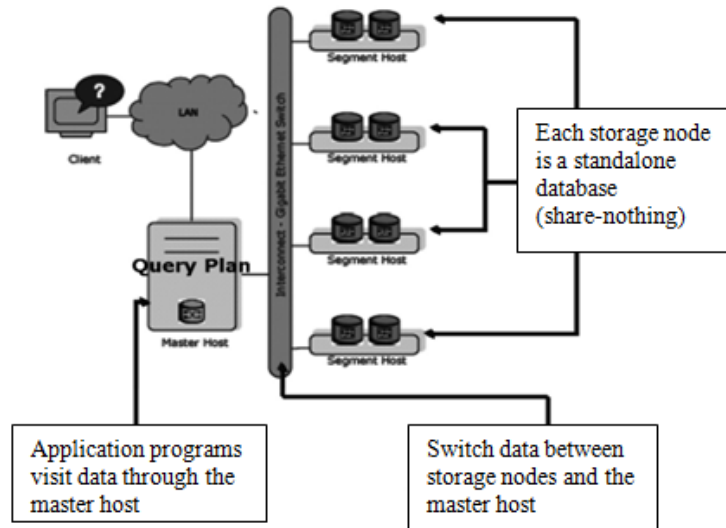 ?
LAN
Client
Query Plan
Master Host
Interconnect - Gigabit Ethernet Switch
Segment Host
Segment Host
Segment Host
Segment Host
Each storage node
is a standalone
database
(share-nothing)
Application programs
visit data through the
master host
Switch data between
storage nodes and the
master host